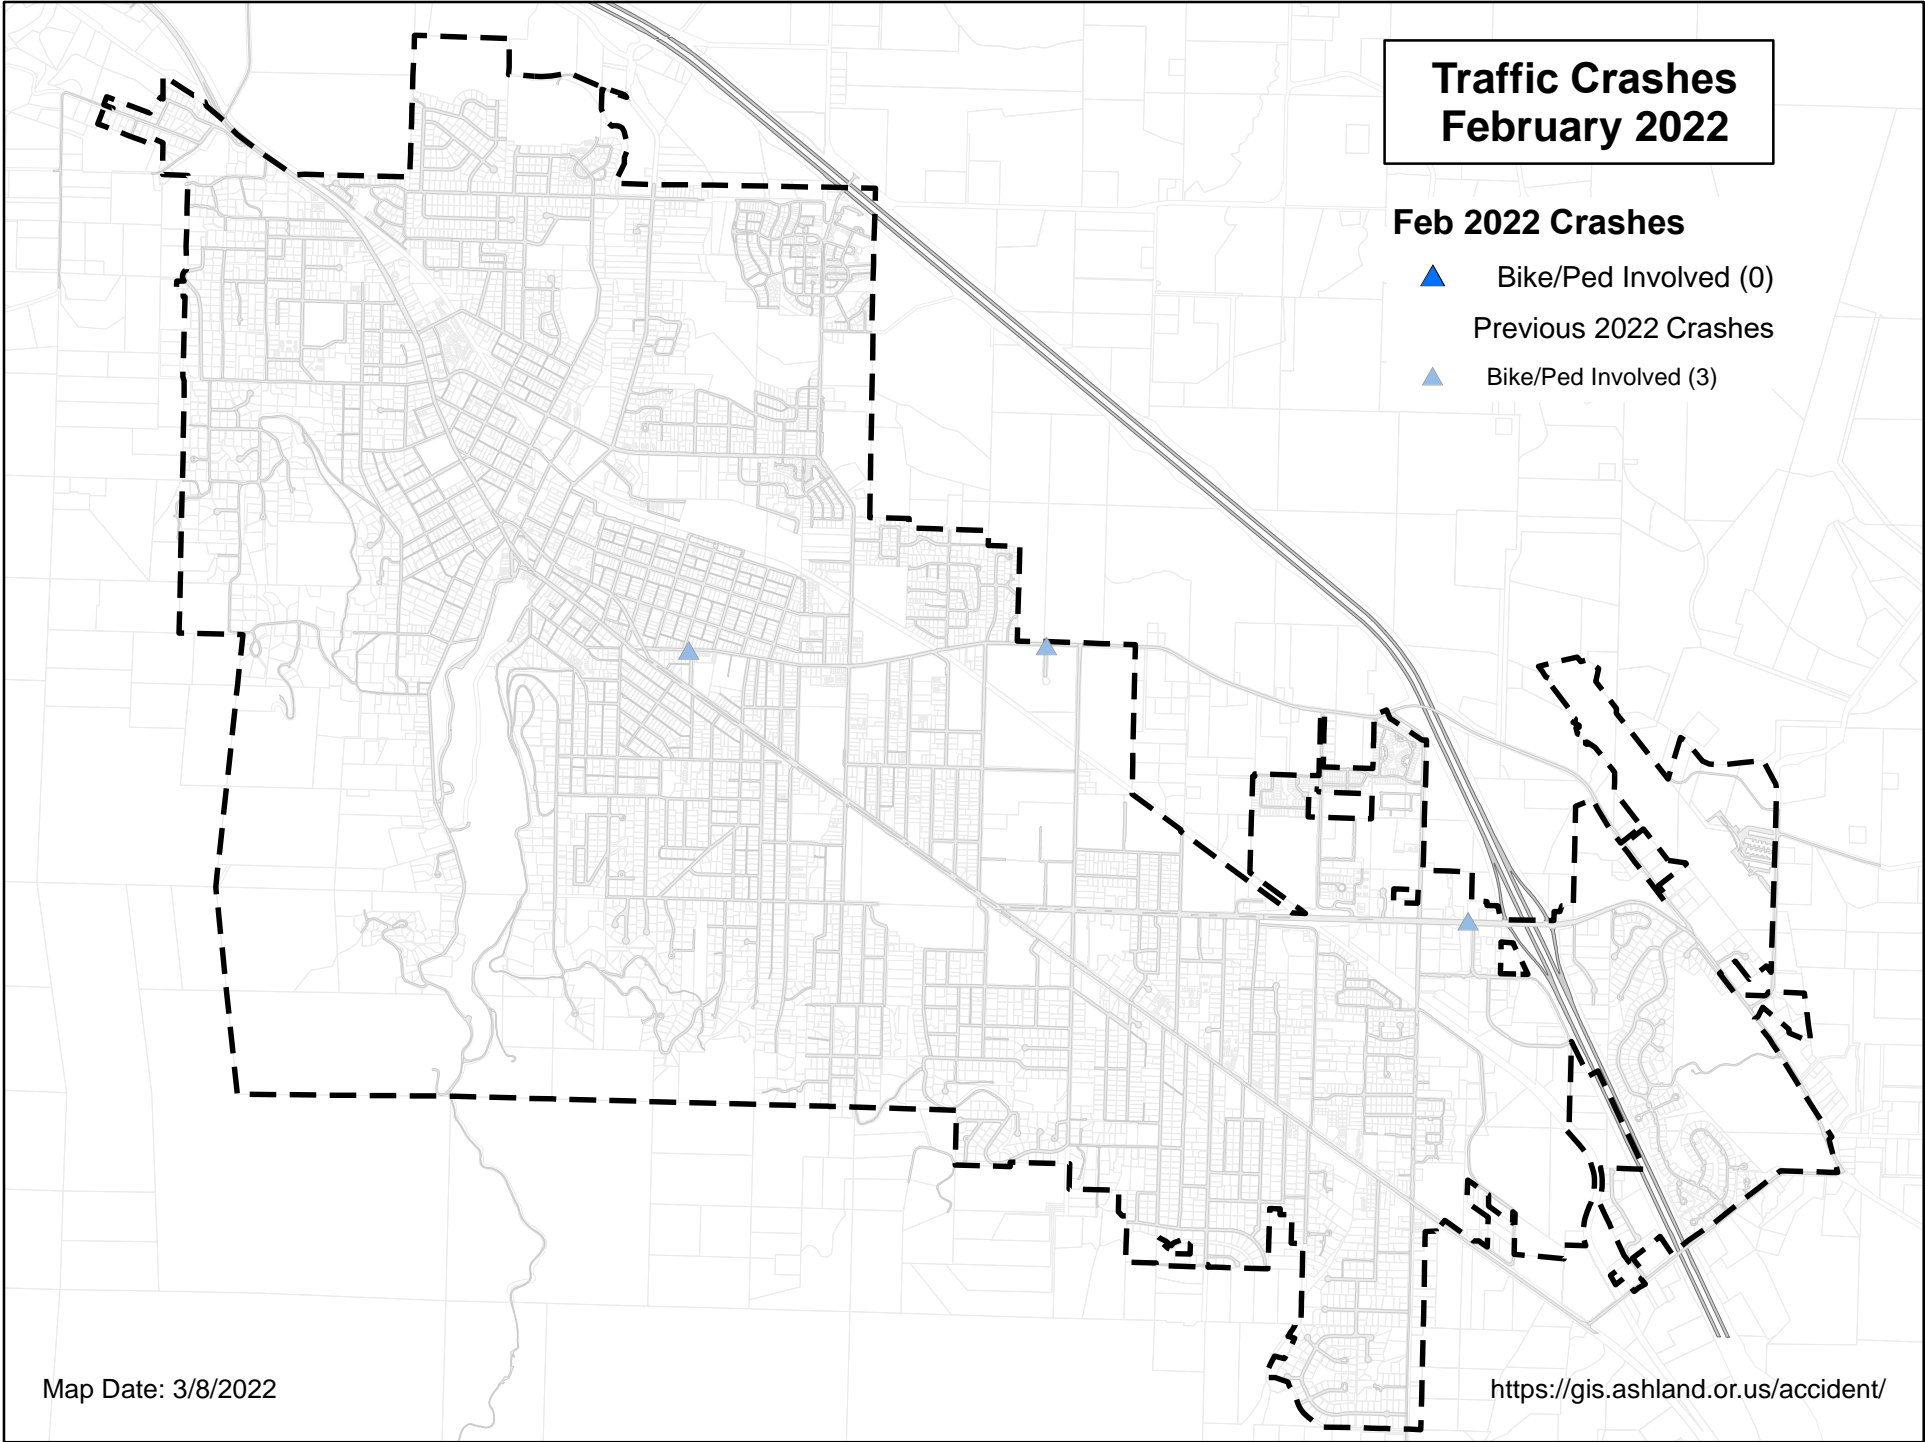 Traffic Crashes
February 2022
Feb 2022 Crashes
Bike/Ped Involved (0)
Previous 2022 Crashes
Bike/Ped Involved (3)
Map Date: 3/8/2022
https://gis.ashland.or.us/accident/